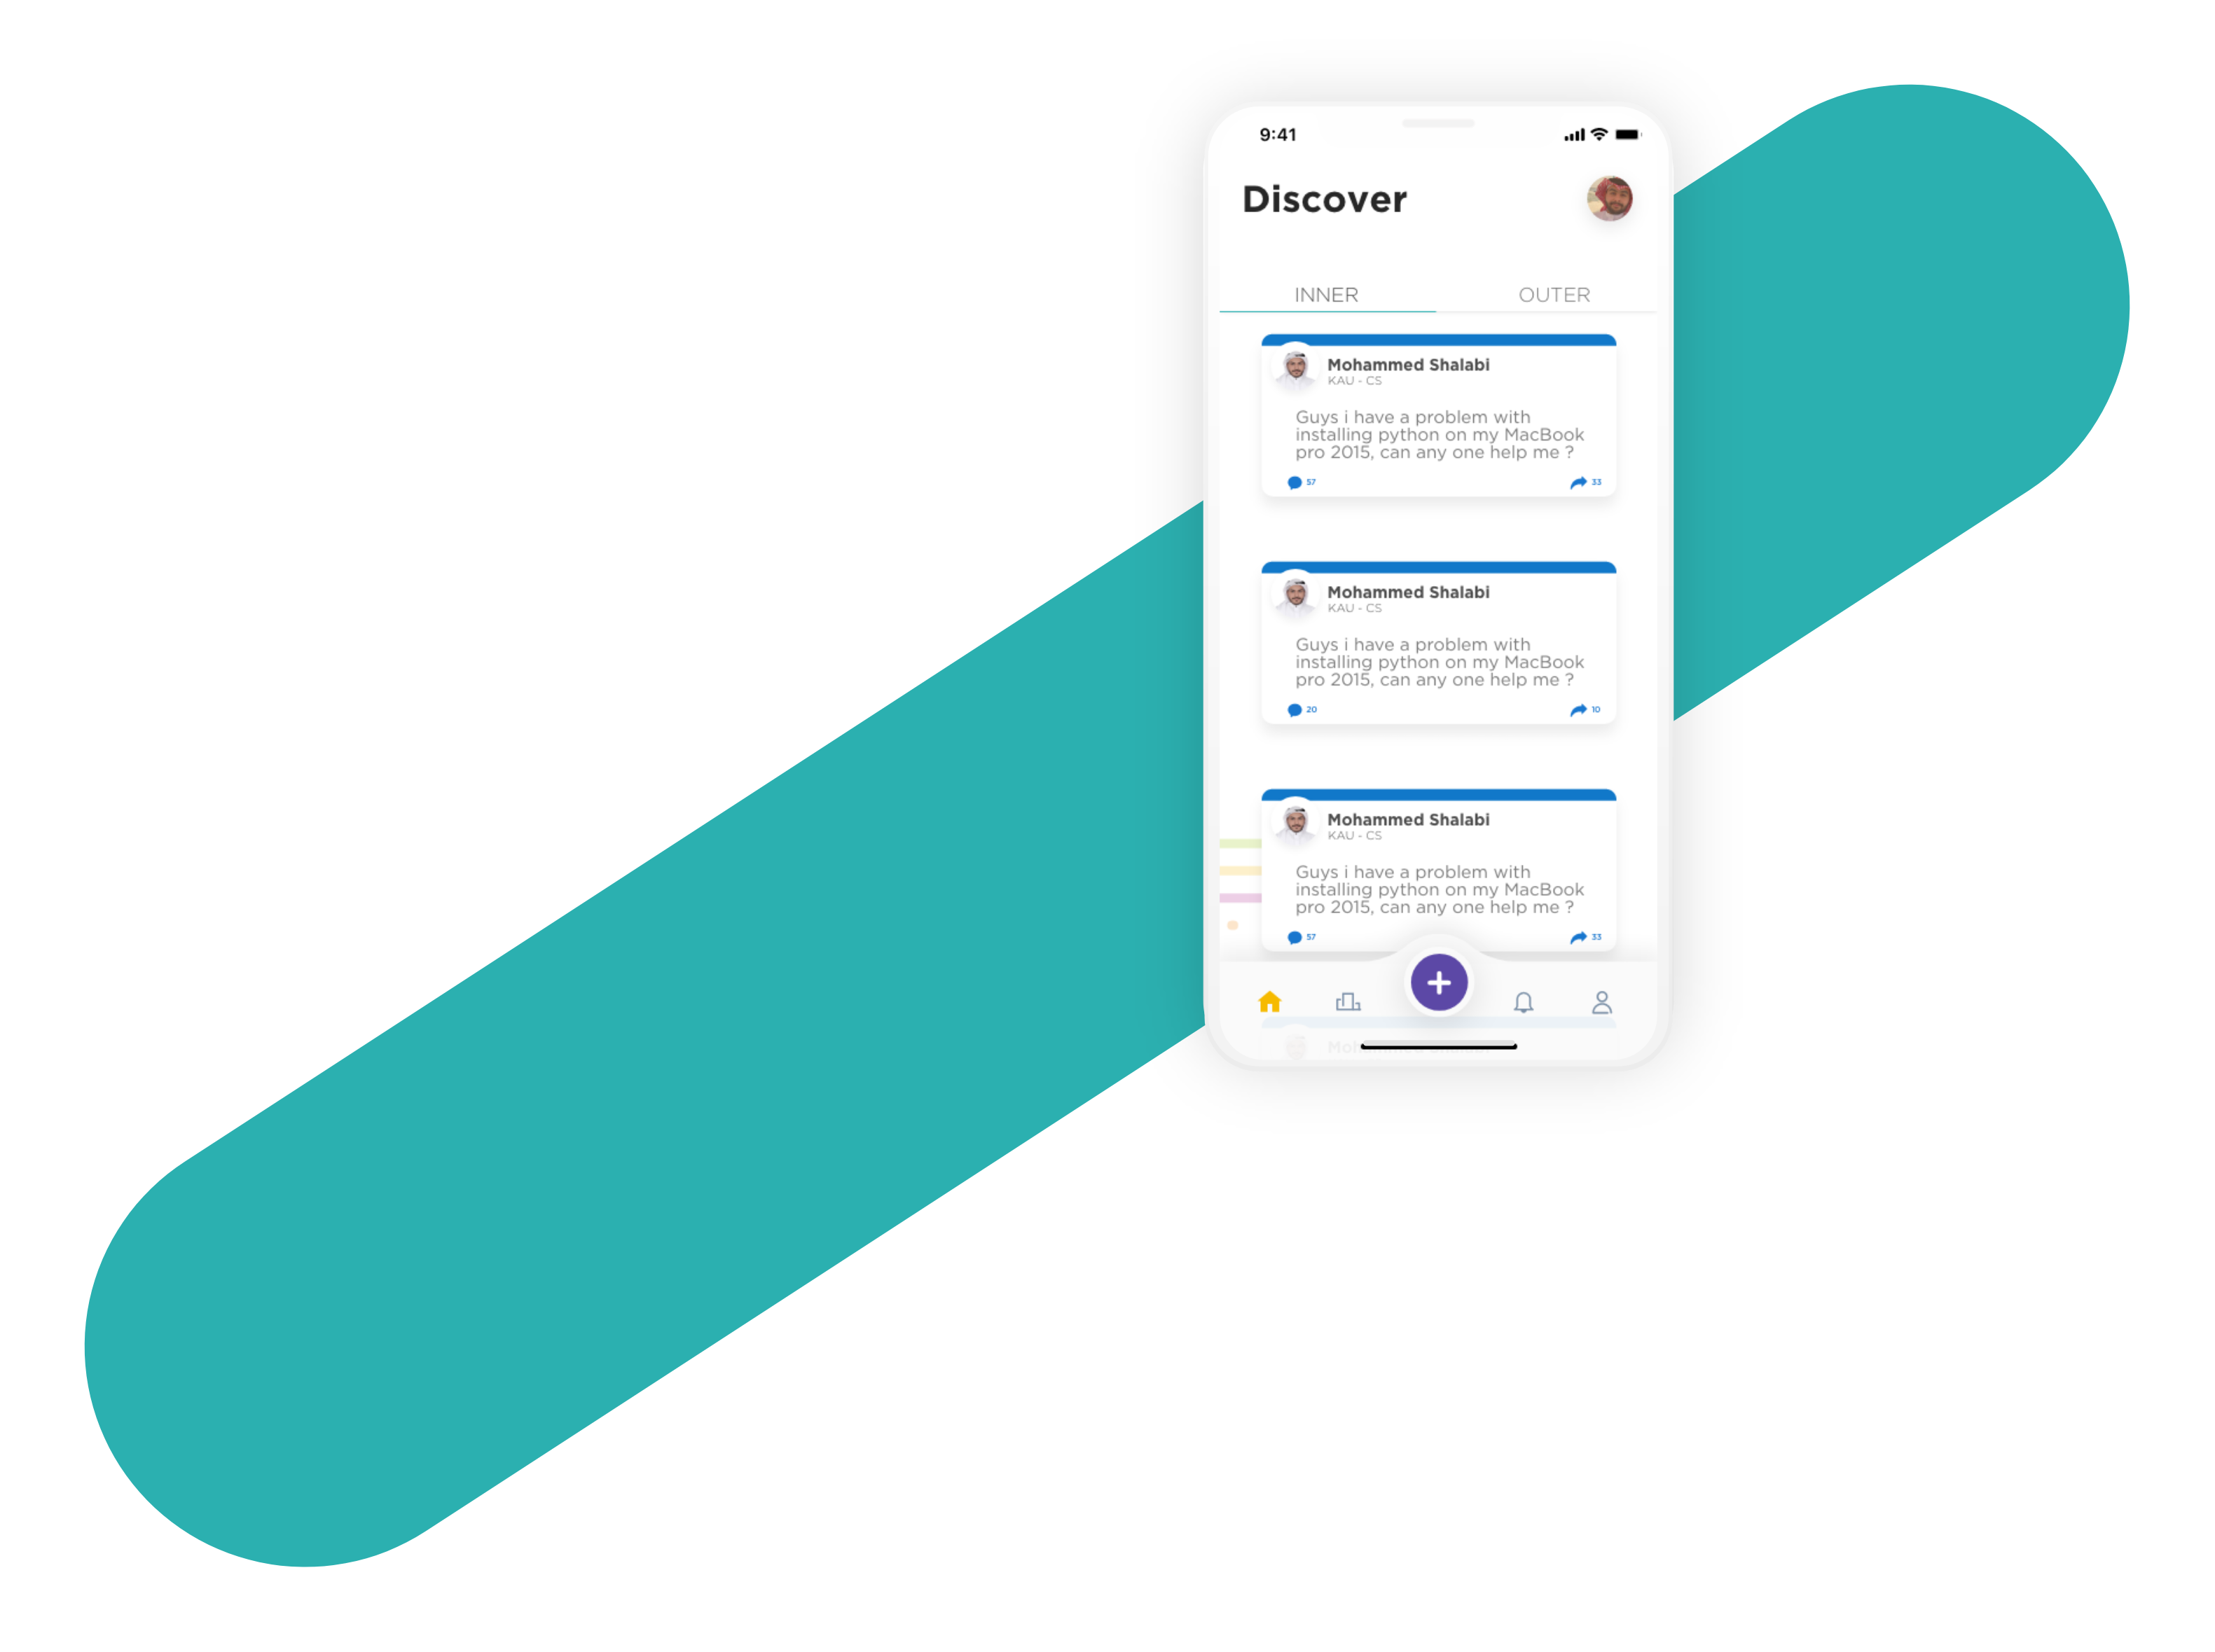 9:41
Discover
INNER OUTER
Mohammed Shalabi
KAU - CS
Guys i have a problem with
installing python on my MacBook
pro 2015, can any one help me ?
57 33
Mohammed Shalabi
KAU - CS
Guys i have a problem with
installing python on my MacBook
pro 2015, can any one help me ?
20 10
Mohammed Shalabi
KAU - CS
Guys i have a problem with
installing python on my MacBook
pro 2015, can any one help me ?
57 33